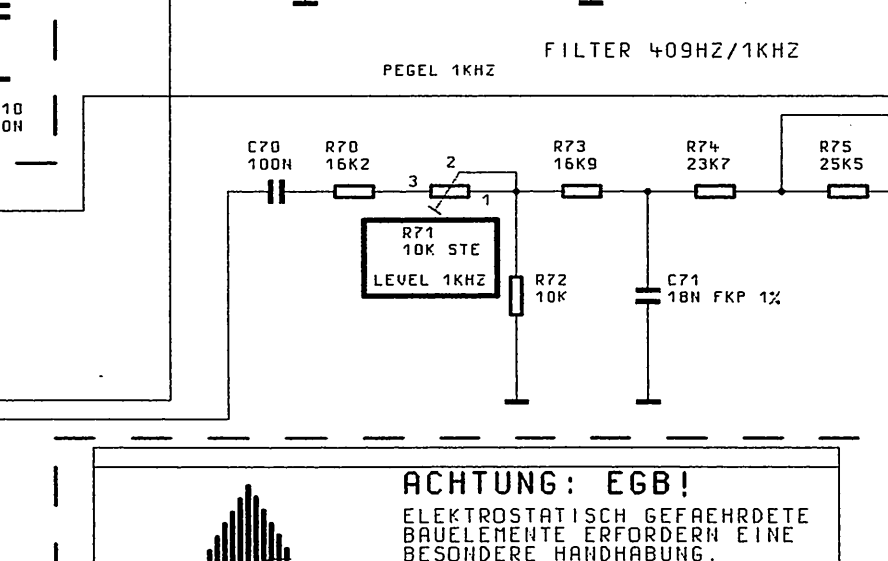 FILTER 409HZ/1KHZ
PEGEL 1KHZ
10
0N
C70
100N
R70
16K2
2
3
1
R71
10K STE
LEVEL 1KHZ
R72
10K
R73
16K9
C71
18N FKP 1%
R74
23K7
R75
25K5
ACHTUNG: EGB!
ELEKTROSTATISCH GEFAEHRDETE
BAUELEMENTE ERFORDERN EINE
BESONDERE HANDHABUNG.